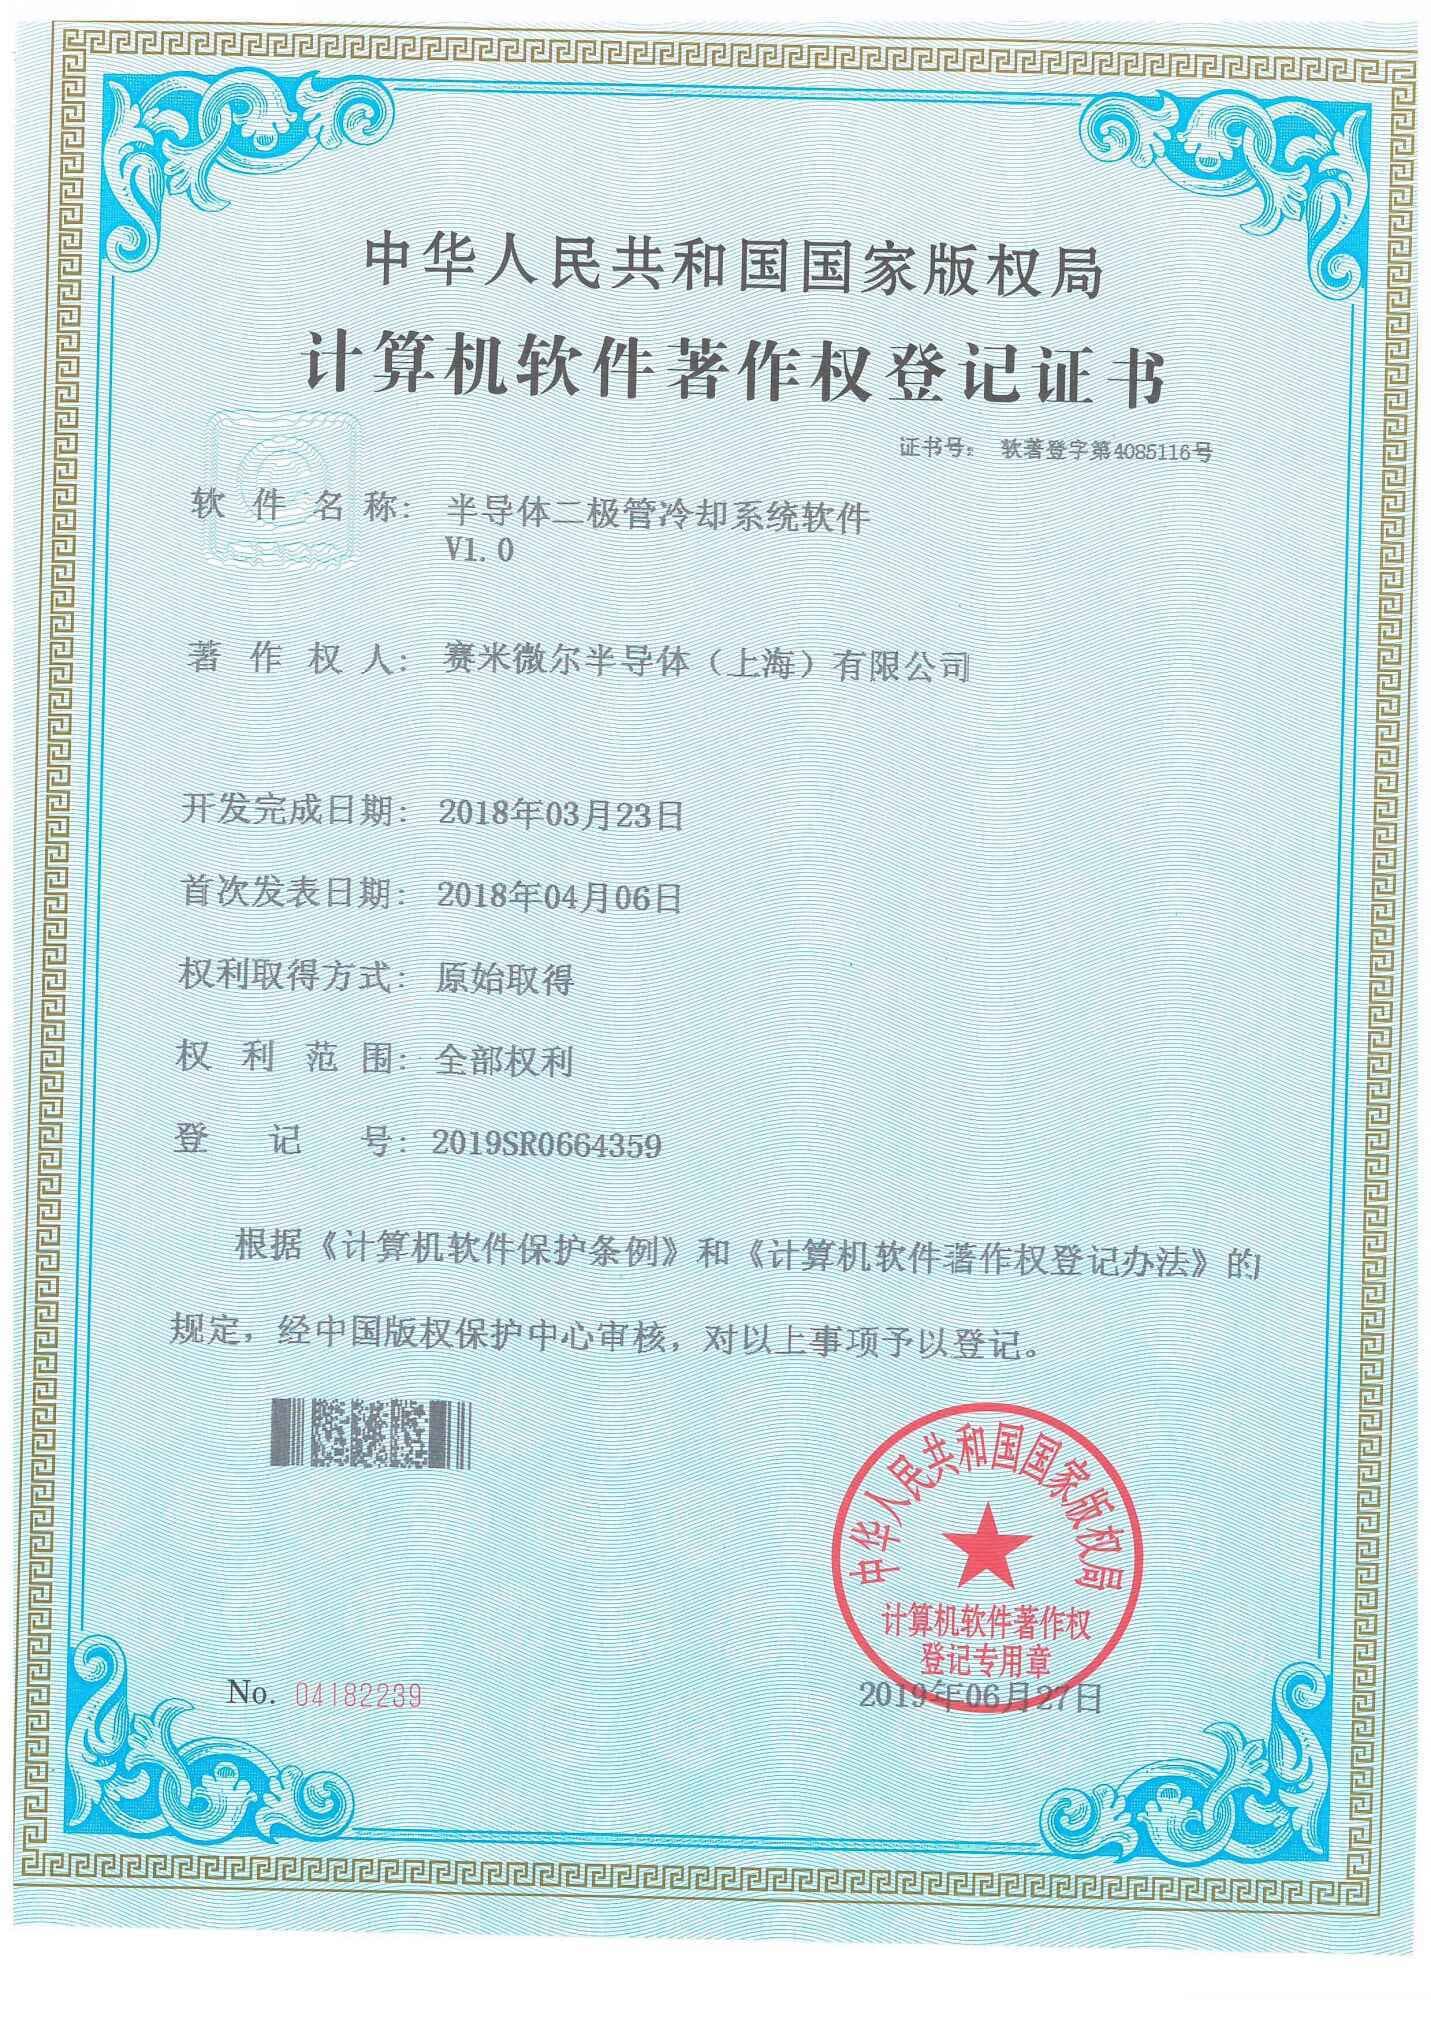 中华人民共和国国家版权局
计算机软件著作权登记证书
证书号： 软著登字第4085116号
软件名称： 半导体二极管冷却系统软件
V1.0
著作权人： 赛米微尔半导体（上海）有限公司
开发完成日期： 2018年03月23日
首次发表日期： 2018年04月06日
权利取得方式： 原始取得
权利范围： 全部权利
登记号： 2019SR0664359
根据《计算机软件保护条例》和《计算机软件著作权登记办法》的
规定，经中国版权保护中心审核，对以上事项予以登记。
中华人民共和国国家版权局
计算机软件著作权
登记专用章
No. 04182239
2019年06月27日